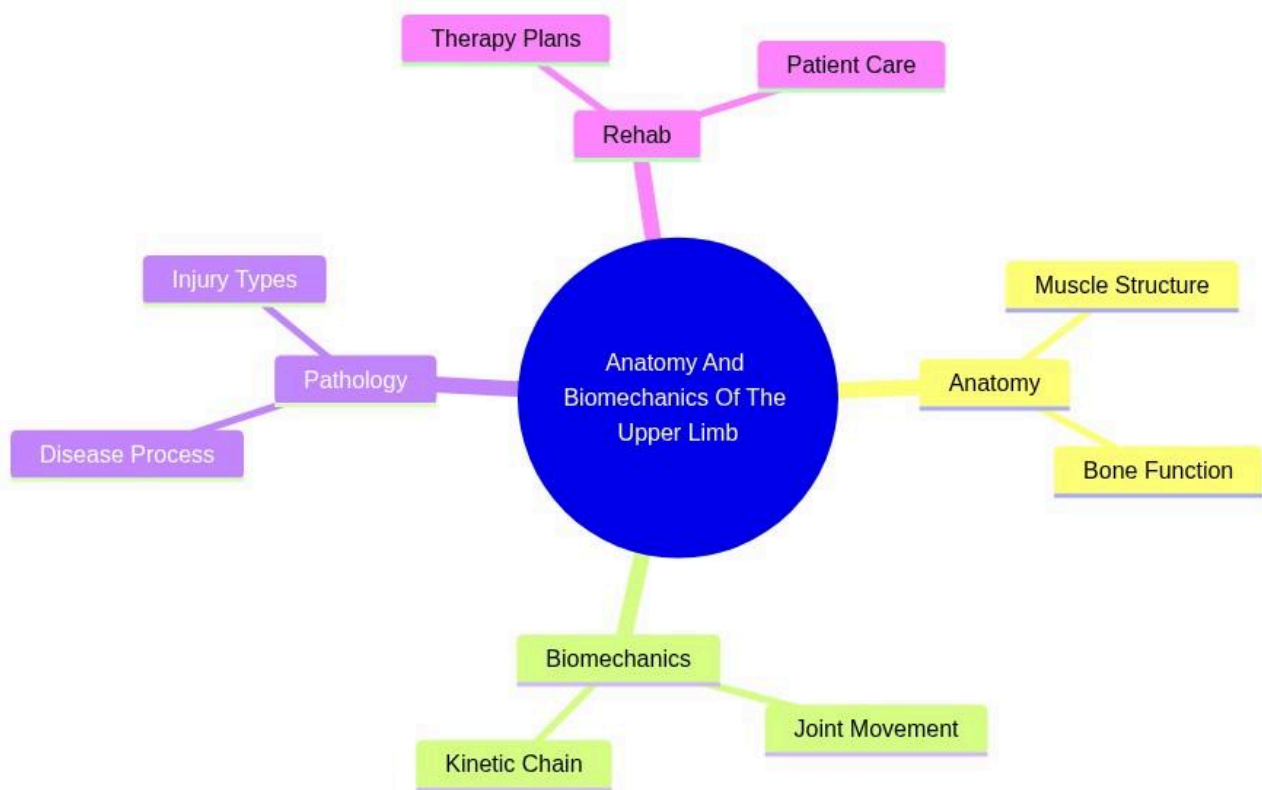 Therapy Plans
Patient Care
Rehab
Injury Types
Muscle Structure
Anatomy And
Biomechanics Of The
Upper Limb
Pathology
Anatomy
Disease Process
Bone Function
Biomechanics
Joint Movement
Kinetic Chain